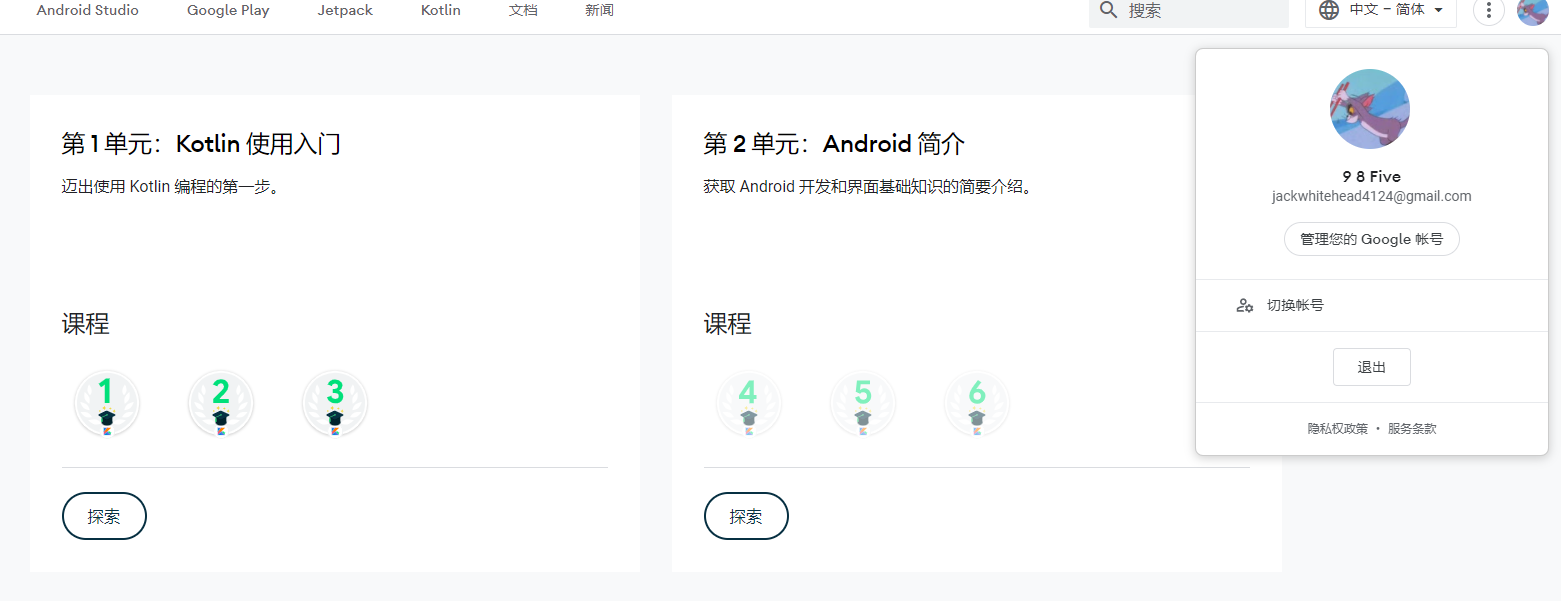 Android Studio Google Play Jetpack Kotlin 文档 新闻 搜索 中文 – 简体
第 1 单元：Kotlin 使用入门
迈出使用 Kotlin 编程的第一步。
课程
1 2 3
探索
第 2 单元：Android 简介
获取 Android 开发和界面基础知识的简要介绍。
课程
4 5 6
探索
9 8 Five
jackwhitehead4124@gmail.com
管理您的 Google 帐号
切换帐号
退出
隐私权政策 • 服务条款